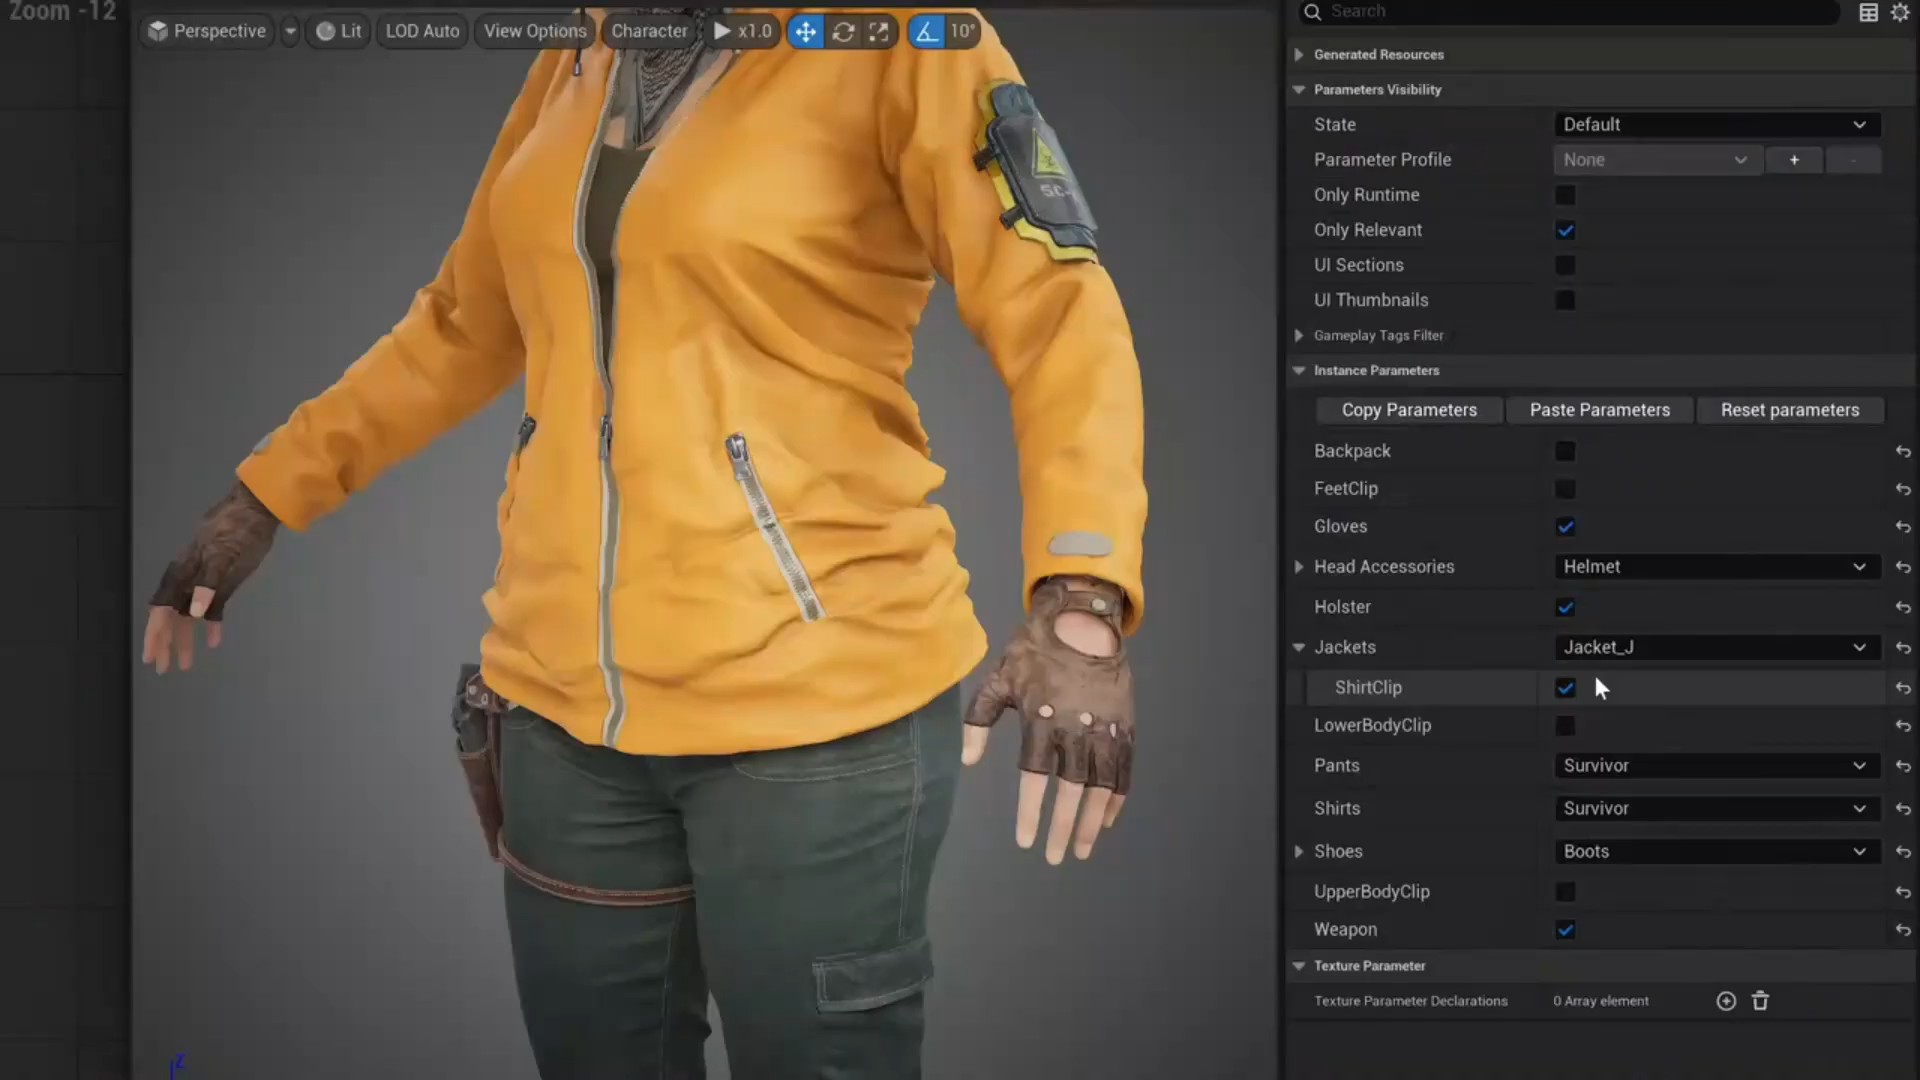 Zoom -12
Perspective
Lit
LOD Auto
View Options
Character
x1.0
10°
Search
Generated Resources
Parameters Visibility
State
Default
Parameter Profile
None
+
-
Only Runtime
Only Relevant
UI Sections
UI Thumbnails
Gameplay Tags Filter
Instance Parameters
Copy Parameters
Paste Parameters
Reset parameters
Backpack
FeetClip
Gloves
Head Accessories
Helmet
Holster
Jackets
Jacket_J
ShirtClip
LowerBodyClip
Pants
Survivor
Shirts
Survivor
Shoes
Boots
UpperBodyClip
Weapon
Texture Parameter
Texture Parameter Declarations
0 Array element
SC-
Z